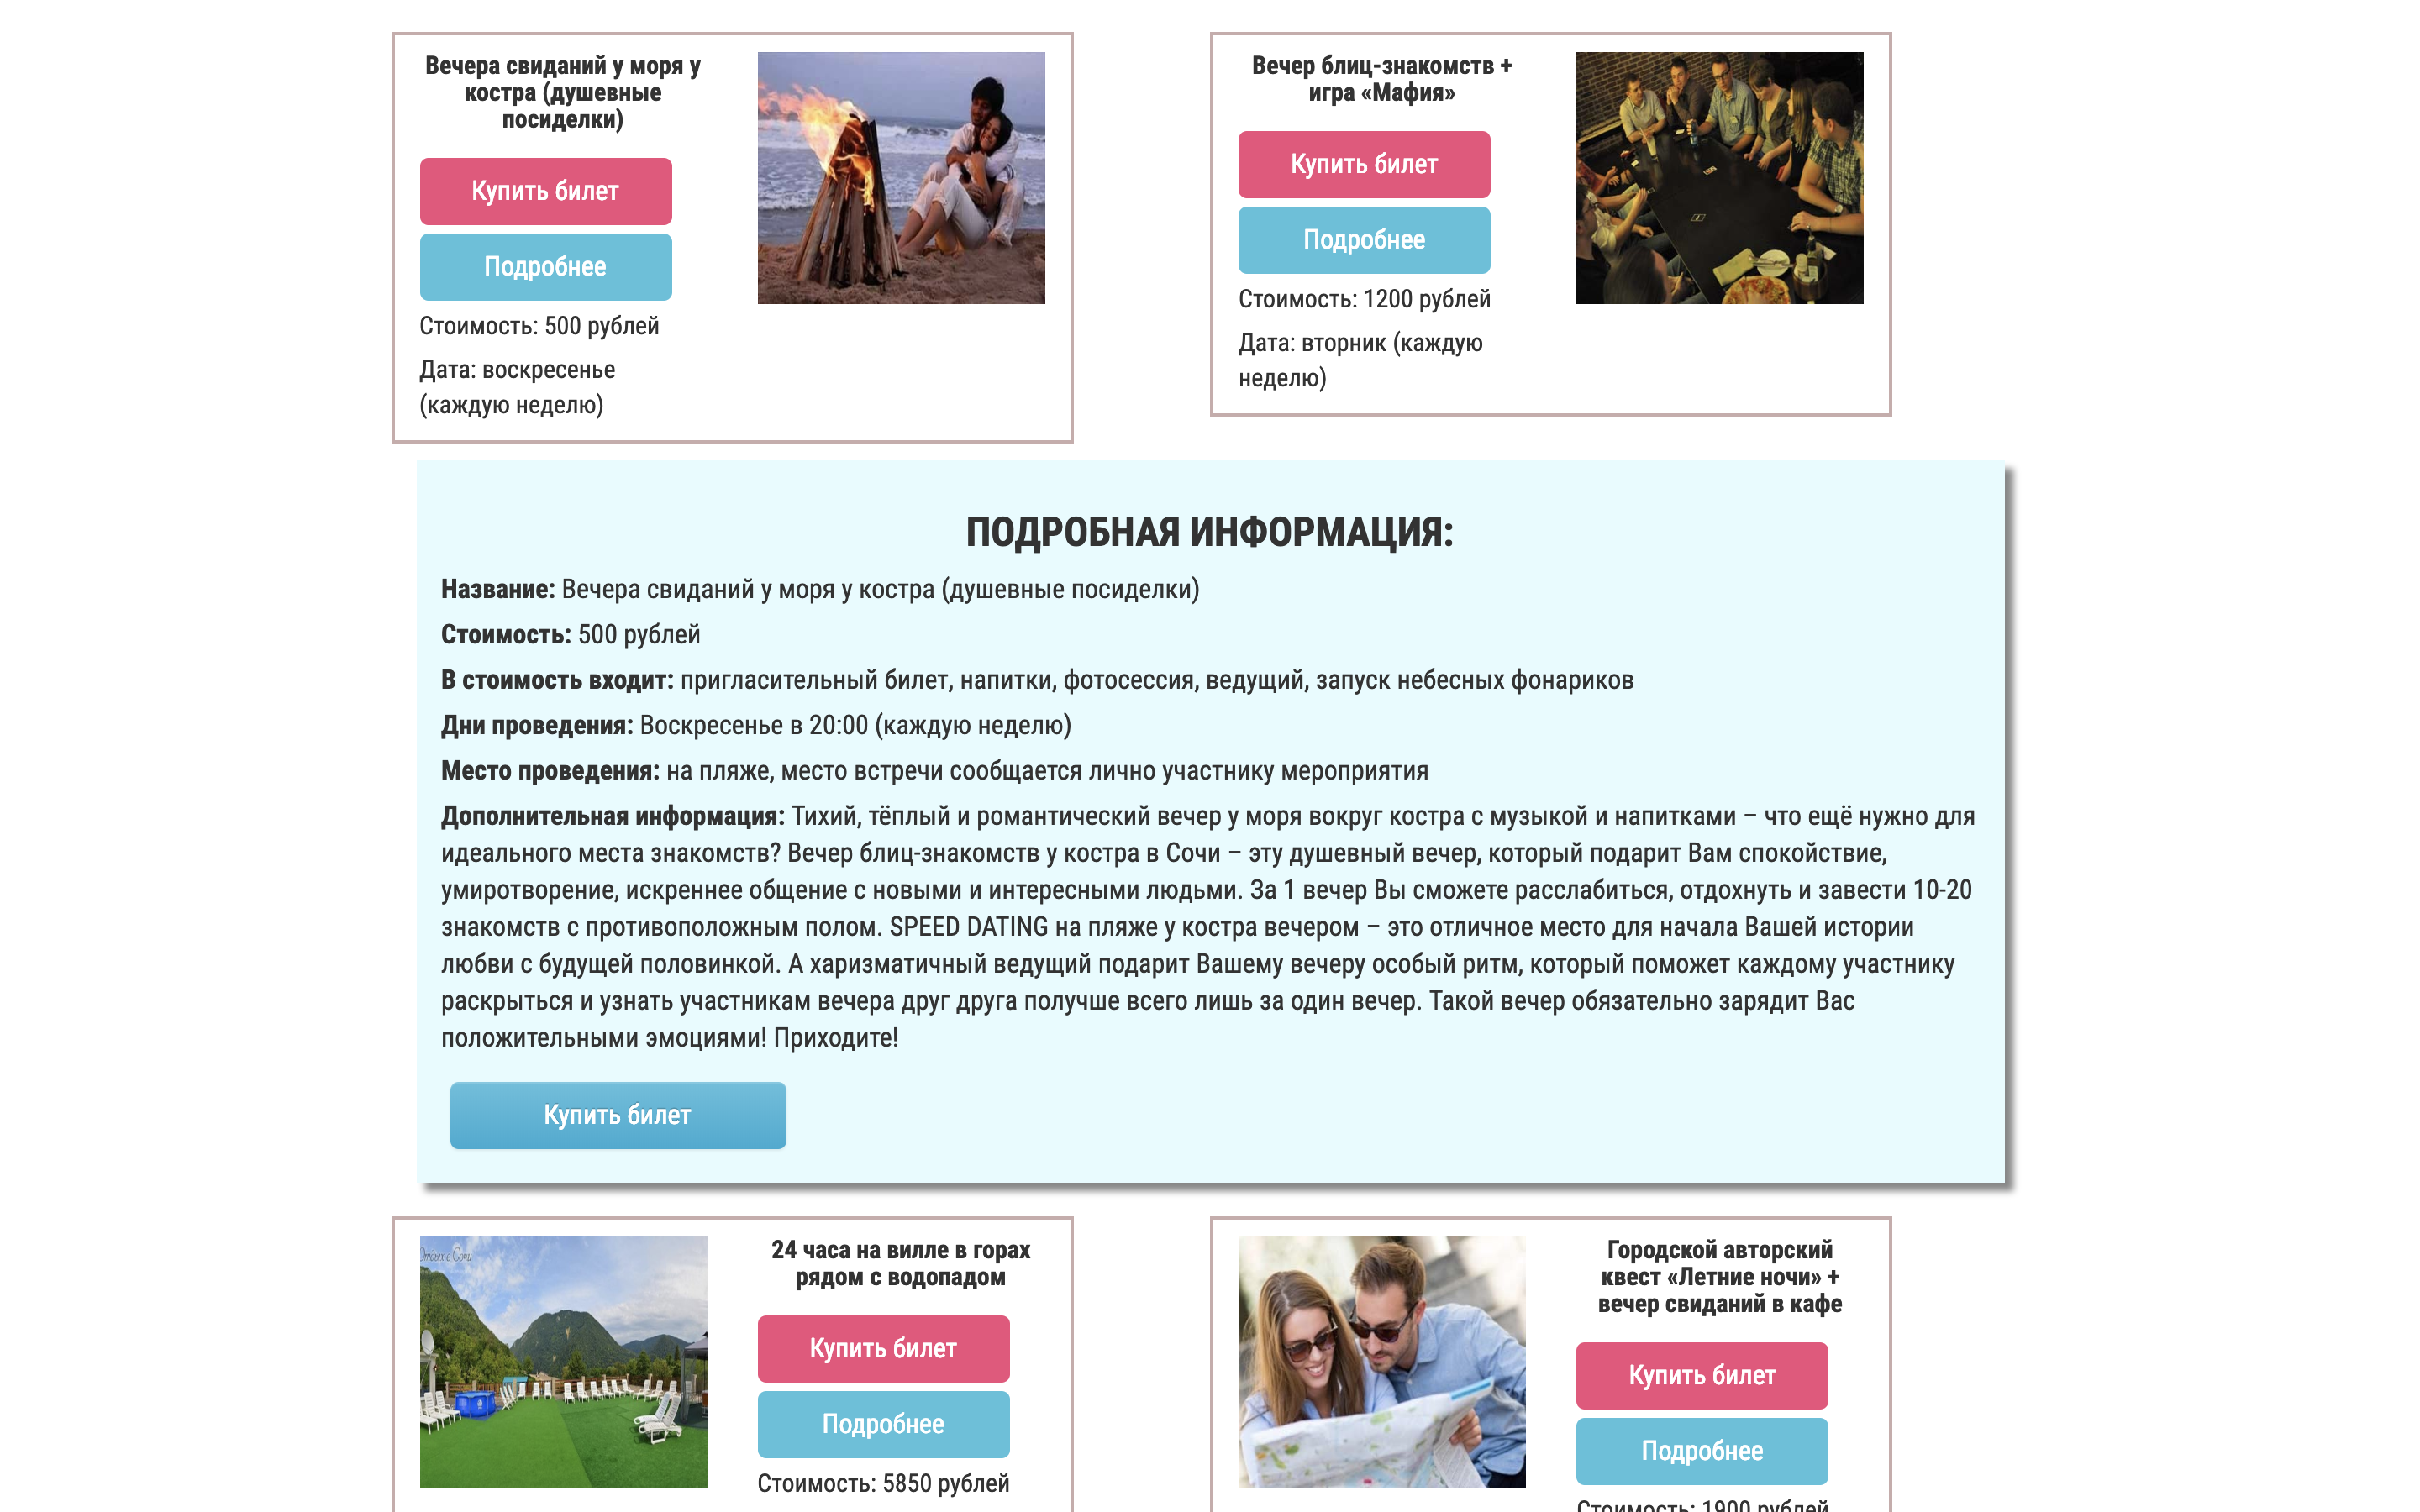 Вечера свиданий у моря у
костра (душевные
посиделки)
Купить билет
Подробнее
Стоимость: 500 рублей
Дата: воскресенье
(каждую неделю)
Вечер блиц-знакомств +
игра «Мафия»
Купить билет
Подробнее
Стоимость: 1200 рублей
Дата: вторник (каждую
неделю)
ПОДРОБНАЯ ИНФОРМАЦИЯ:
Название: Вечера свиданий у моря у костра (душевные посиделки)
Стоимость: 500 рублей
В стоимость входит: пригласительный билет, напитки, фотосессия, ведущий, запуск небесных фонариков
Дни проведения: Воскресенье в 20:00 (каждую неделю)
Место проведения: на пляже, место встречи сообщается лично участнику мероприятия
Дополнительная информация: Тихий, тёплый и романтический вечер у моря вокруг костра с музыкой и напитками – что ещё нужно для
идеального места знакомств? Вечер блиц-знакомств у костра в Сочи – эту душевный вечер, который подарит Вам спокойствие,
умиротворение, искреннее общение с новыми и интересными людьми. За 1 вечер Вы сможете расслабиться, отдохнуть и завести 10-20
знакомств с противоположным полом. SPEED DATING на пляже у костра вечером – это отличное место для начала Вашей истории
любви с будущей половинкой. А харизматичный ведущий подарит Вашему вечеру особый ритм, который поможет каждому участнику
раскрыться и узнать участникам вечера друг друга получше всего лишь за один вечер. Такой вечер обязательно зарядит Вас
положительными эмоциями! Приходите!
Купить билет
Отдых в Сочи
24 часа на вилле в горах
рядом с водопадом
Купить билет
Подробнее
Стоимость: 5850 рублей
Городской авторский
квест «Летние ночи» +
вечер свиданий в кафе
Купить билет
Подробнее
Стоимость: 1900 рублей